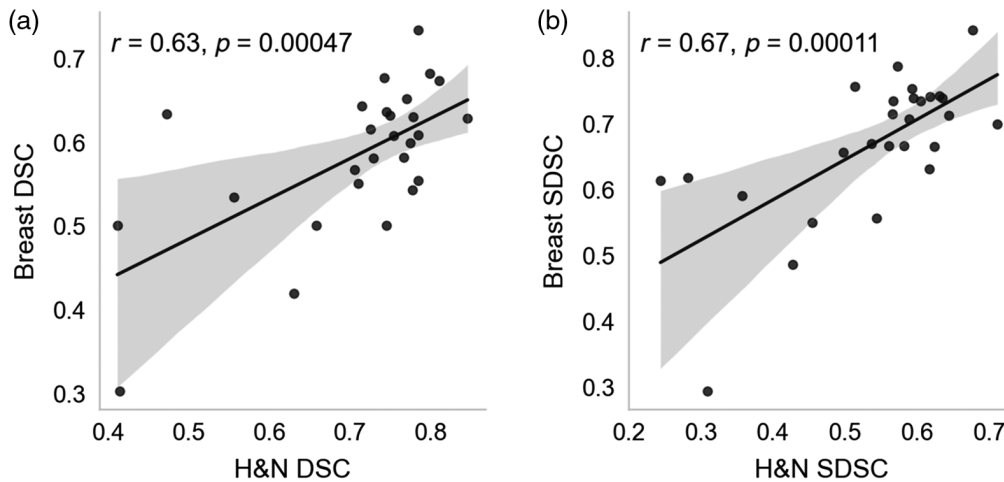 (a)
r = 0.63, p = 0.00047
Breast DSC
0.7
0.6
0.5
0.4
0.3
0.4 0.5 0.6 0.7 0.8
H&N DSC
(b)
r = 0.67, p = 0.00011
Breast SDSC
0.8
0.7
0.6
0.5
0.4
0.3
0.2 0.3 0.4 0.5 0.6 0.7
H&N SDSC